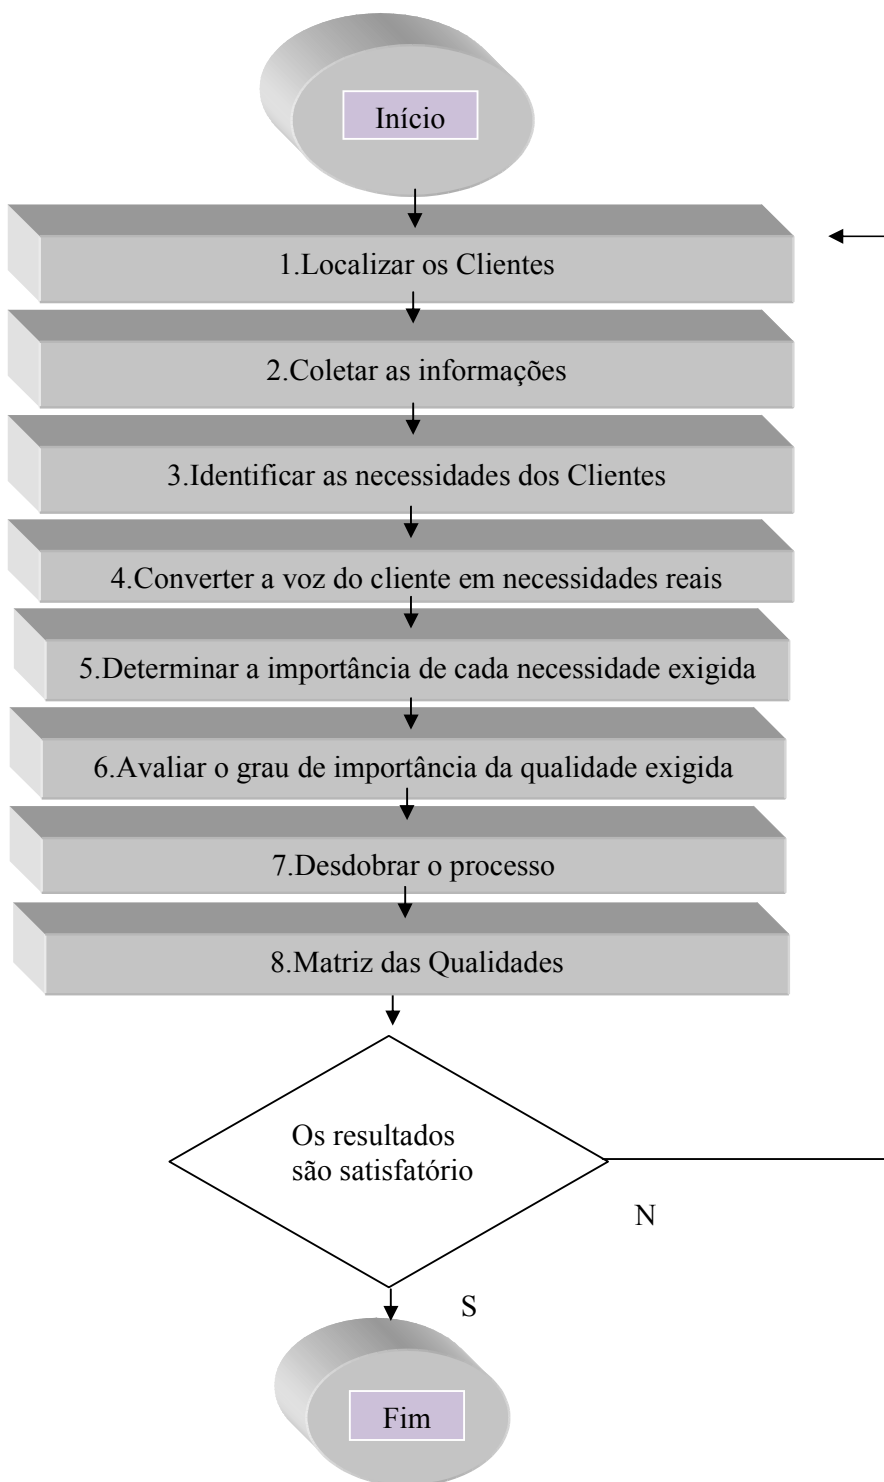 Início
1.Localizar os Clientes
2.Coletar as informações
3.Identificar as necessidades dos Clientes
4.Converter a voz do cliente em necessidades reais
5.Determinar a importância de cada necessidade exigida
6.Avaliar o grau de importância da qualidade exigida
7.Desdobrar o processo
8.Matriz das Qualidades
Os resultados
são satisfatório
N
S
Fim